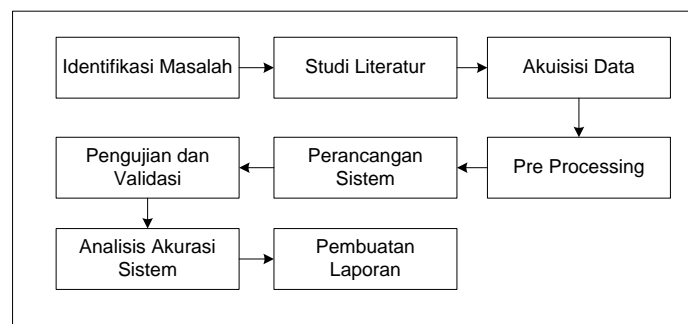 Identifikasi Masalah
Studi Literatur
Akuisisi Data
Pre Processing
Perancangan
Sistem
Pengujian dan
Validasi
Analisis Akurasi
Sistem
Pembuatan
Laporan